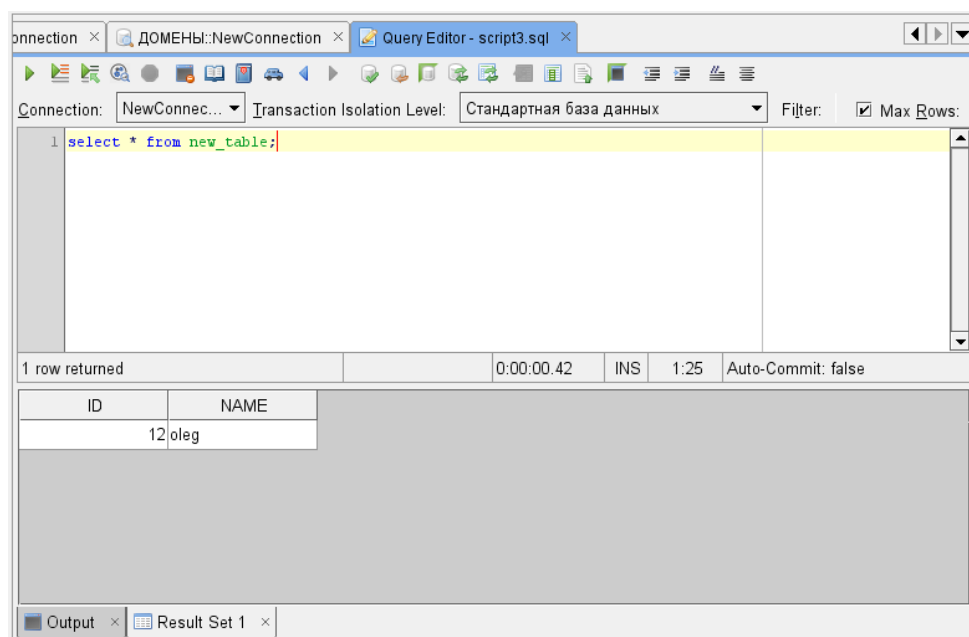 onnection × ДОМЕНЫ::NewConnection × Query Editor - script3.sql ×
Connection: NewConnec... Transaction Isolation Level: Стандартная база данных Filter: Max Rows:
1 select * from new_table;
1 row returned 0:00:00.42 INS 1:25 Auto-Commit: false
ID NAME
12 oleg
Output × Result Set 1 ×